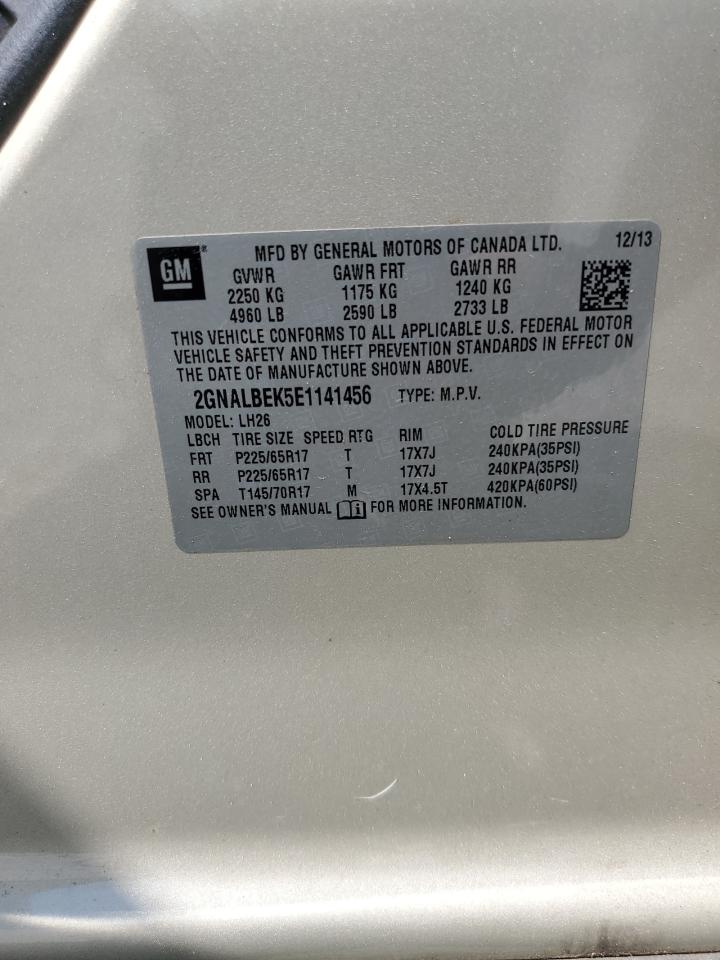 GM
MFD BY GENERAL MOTORS OF CANADA LTD. 12/13
GVWR GAWR FRT GAWR RR
2250 KG 1175 KG 1240 KG
4960 LB 2590 LB 2733 LB
THIS VEHICLE CONFORMS TO ALL APPLICABLE U.S. FEDERAL MOTOR
VEHICLE SAFETY AND THEFT PREVENTION STANDARDS IN EFFECT ON
THE DATE OF MANUFACTURE SHOWN ABOVE.
2GNALBEK5E1141456 TYPE: M.P.V.
MODEL: LH26
LBCH TIRE SIZE SPEED RTG RIM COLD TIRE PRESSURE
FRT P225/65R17 T 17X7J 240KPA(35PSI)
RR P225/65R17 T 17X7J 240KPA(35PSI)
SPA T145/70R17 M 17X4.5T 420KPA(60PSI)
SEE OWNER'S MANUAL FOR MORE INFORMATION.